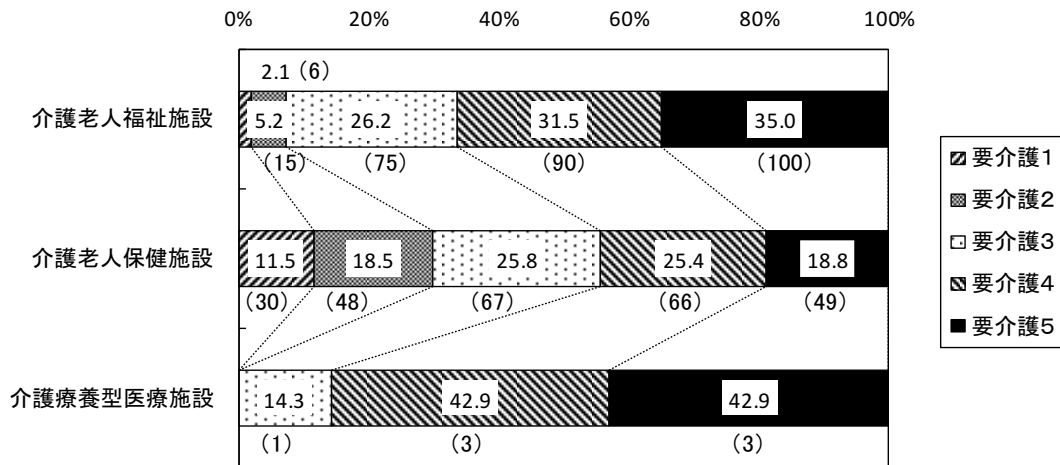 0% 20% 40% 60% 80% 100%
2.1 (6)
介護老人福祉施設 5.2 26.2 31.5 35.0
(15) (75) (90) (100)
介護老人保健施設 11.5 18.5 25.8 25.4 18.8
(30) (48) (67) (66) (49)
介護療養型医療施設 14.3 42.9 42.9
(1) (3) (3)
要介護1
要介護2
要介護3
要介護4
要介護5